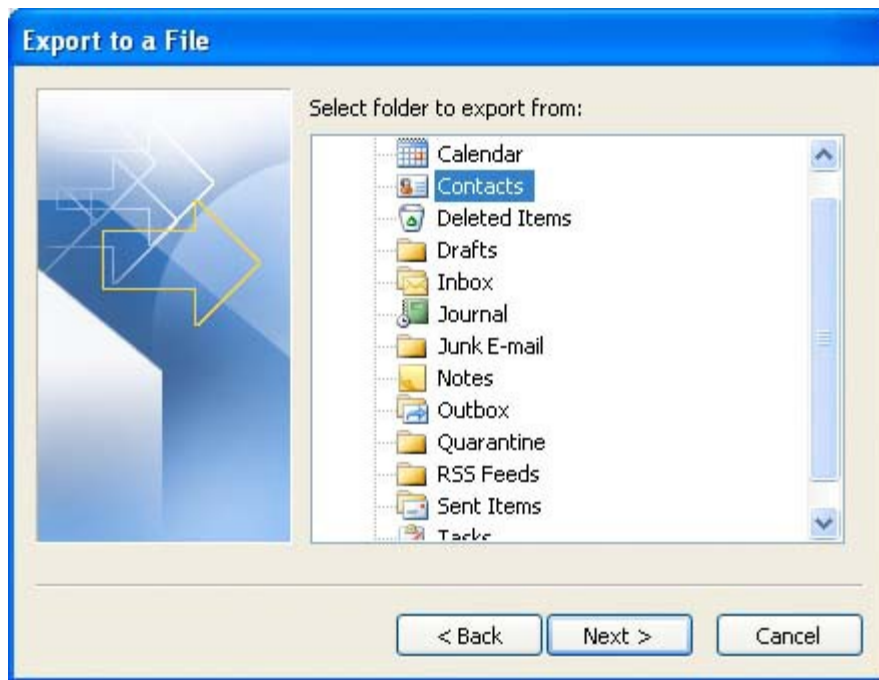 Export to a File
Select folder to export from:
Calendar
Contacts
Deleted Items
Drafts
Inbox
Journal
Junk E-mail
Notes
Outbox
Quarantine
RSS Feeds
Sent Items
Tasks
< Back Next > Cancel